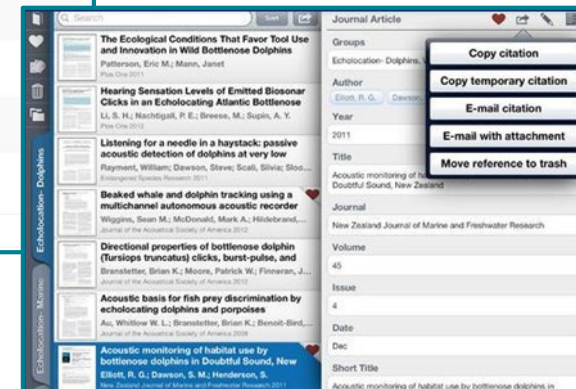 Search
Sort
The Ecological Conditions That Favor Tool Use
and Innovation in Wild Bottlenose Dolphins
Patterson, Eric M.; Mann, Janet
Plos One 2011
Hearing Sensation Levels of Emitted Biosonar
Clicks in an Echolocating Atlantic Bottlenose
Li, S. H.; Nachtigall, P. E.; Breese, M.; Supin, A. Y.
Plos One 2012
Listening for a needle in a haystack: passive
acoustic detection of dolphins at very low
Rayment, William; Dawson, Steve; Scali, Silvia; Sloo...
Endangered Species Research 2011
Beaked whale and dolphin tracking using a
multichannel autonomous acoustic recorder
Wiggins, Sean M.; McDonald, Mark A.; Hildebrand,...
Journal of the Acoustical Society of America 2012
Directional properties of bottlenose dolphin
(Tursiops truncatus) clicks, burst-pulse, and
Branstetter, Brian K.; Moore, Patrick W.; Finneran, J...
Journal of the Acoustical Society of America 2012
Acoustic basis for fish prey discrimination by
echolocating dolphins and porpoises
Au, Whitlow W. L.; Branstetter, Brian K.; Benoit-Bird,...
Journal of the Acoustical Society of America 2009
Acoustic monitoring of habitat use by
bottlenose dolphins in Doubtful Sound, New
Elliott, R. G.; Dawson, S. M.; Henderson, S.
New Zealand Journal of Marine and Freshwater Research 2011
Echolocation- Dolphins
Echolocation- Marine
Journal Article
Groups
Echolocation- Dolphins,
Author
Elliott, R. G.
Dawson,
Year
2011
Title
Acoustic monitoring of
Doubtful Sound, New Zealand
Journal
New Zealand Journal of Marine and Freshwater Research
Volume
45
Issue
4
Date
Dec
Short Title
Acoustic monitoring of habitat use by bottlenose dolphins in
Copy citation
Copy temporary citation
E-mail citation
E-mail with attachment
Move reference to trash